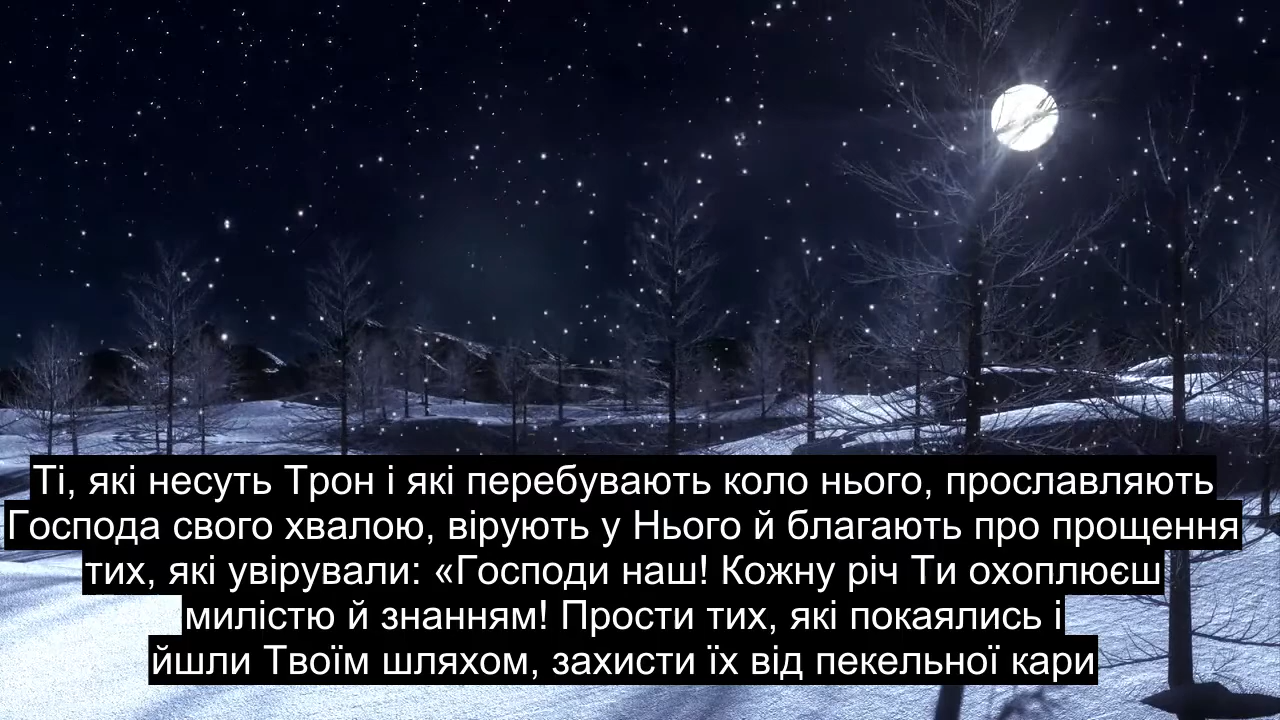 Ті, які несуть Трон і які перебувають коло нього, прославляють
Господа свого хвалою, вірують у Нього й благають про прощення
тих, які увірували: «Господи наш! Кожну річ Ти охоплюєш
милістю й знанням! Прости тих, які покаялись і
йшли Твоїм шляхом, захисти їх від пекельної кари